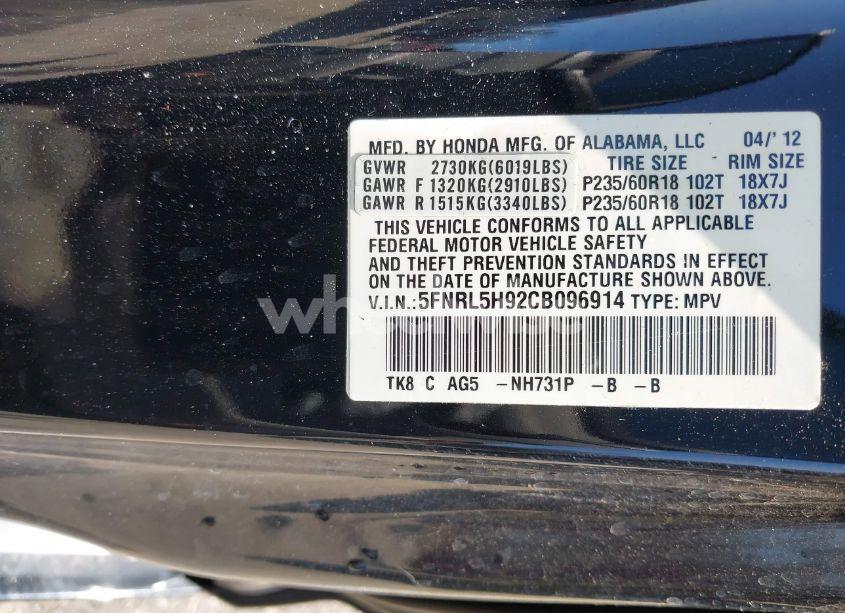 MFD. BY HONDA MFG. OF ALABAMA, LLC 04/' 12
GVWR 2730KG(6019LBS) TIRE SIZE RIM SIZE
GAWR F 1320KG(2910LBS) P235/60R18 102T 18X7J
GAWR R 1515KG(3340LBS) P235/60R18 102T 18X7J
THIS VEHICLE CONFORMS TO ALL APPLICABLE
FEDERAL MOTOR VEHICLE SAFETY
AND THEFT PREVENTION STANDARDS IN EFFECT
ON THE DATE OF MANUFACTURE SHOWN ABOVE.
V.I.N.:5FNRL5H92CB096914 TYPE: MPV
TK8 C AG5 -NH731P -B -B